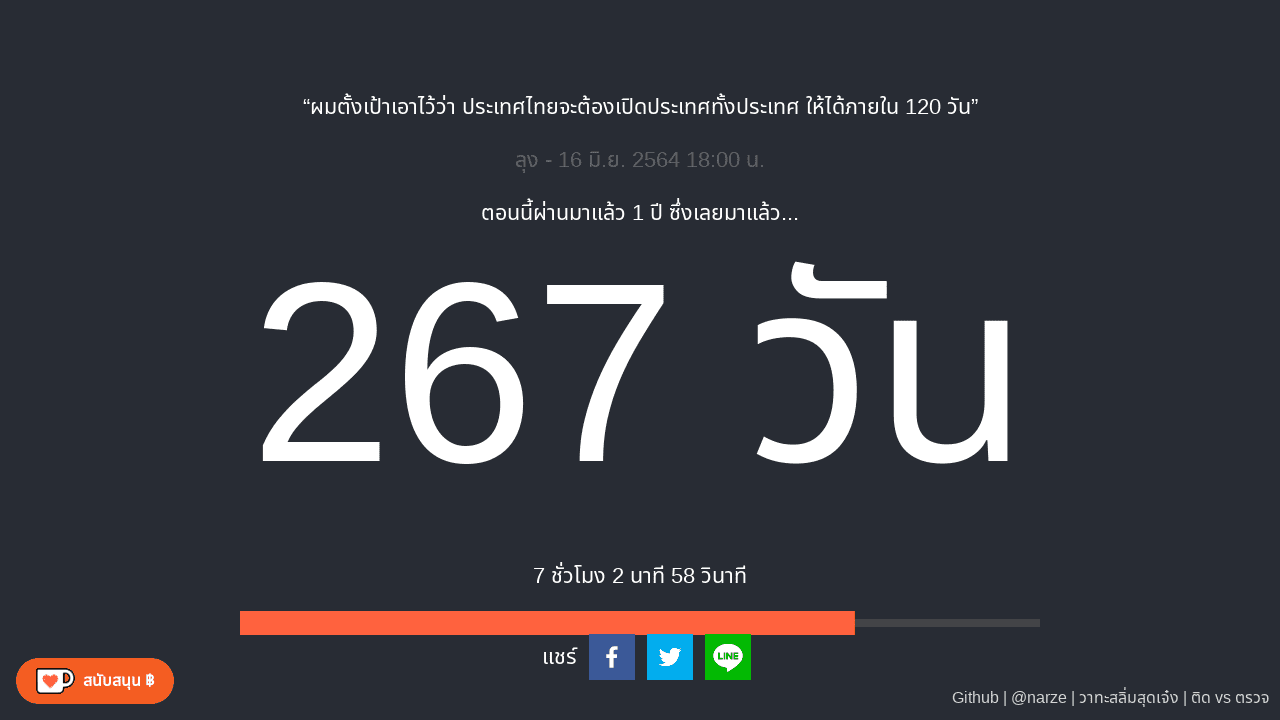 “ผมตั้งเป้าเอาไว้ว่า ประเทศไทยจะต้องเปิดประเทศทั้งประเทศ ให้ได้ภายใน 120 วัน”
ลุง - 16 มิ.ย. 2564 18:00 น.
ตอนนี้ผ่านมาแล้ว 1 ปี ซึ่งเลยมาแล้ว...
267 วัน
7 ชั่วโมง 2 นาที 58 วินาที
แชร์ LINE
สนับสนุน ฿
Github | @narze | วาทะสลิ่มสุดเจ๋ง | ติด vs ตรวจ